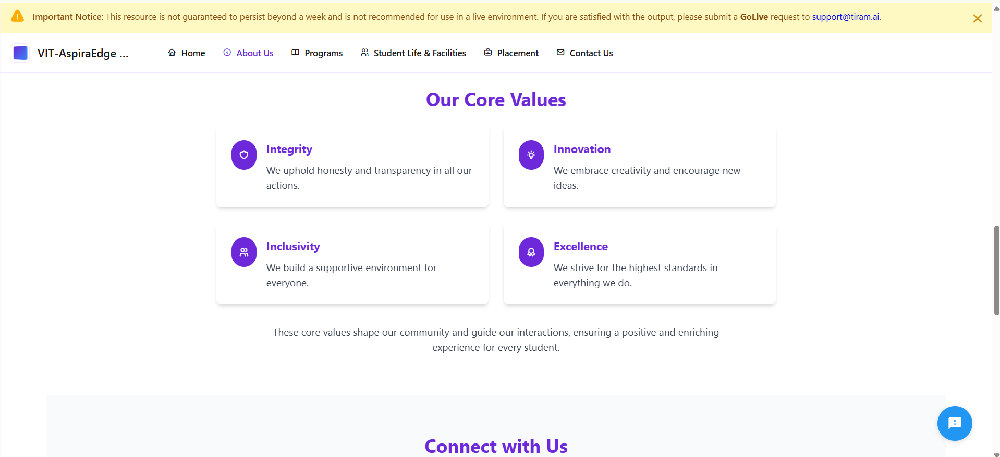 Important Notice: This resource is not guaranteed to persist beyond a week and is not recommended for use in a live environment. If you are satisfied with the output, please submit a GoLive request to support@tiram.ai.
VIT-AspiraEdge ...
Home
About Us
Programs
Student Life & Facilities
Placement
Contact Us
Our Core Values
Integrity
We uphold honesty and transparency in all our
actions.
Innovation
We embrace creativity and encourage new
ideas.
Inclusivity
We build a supportive environment for
everyone.
Excellence
We strive for the highest standards in
everything we do.
These core values shape our community and guide our interactions, ensuring a positive and enriching
experience for every student.
Connect with Us